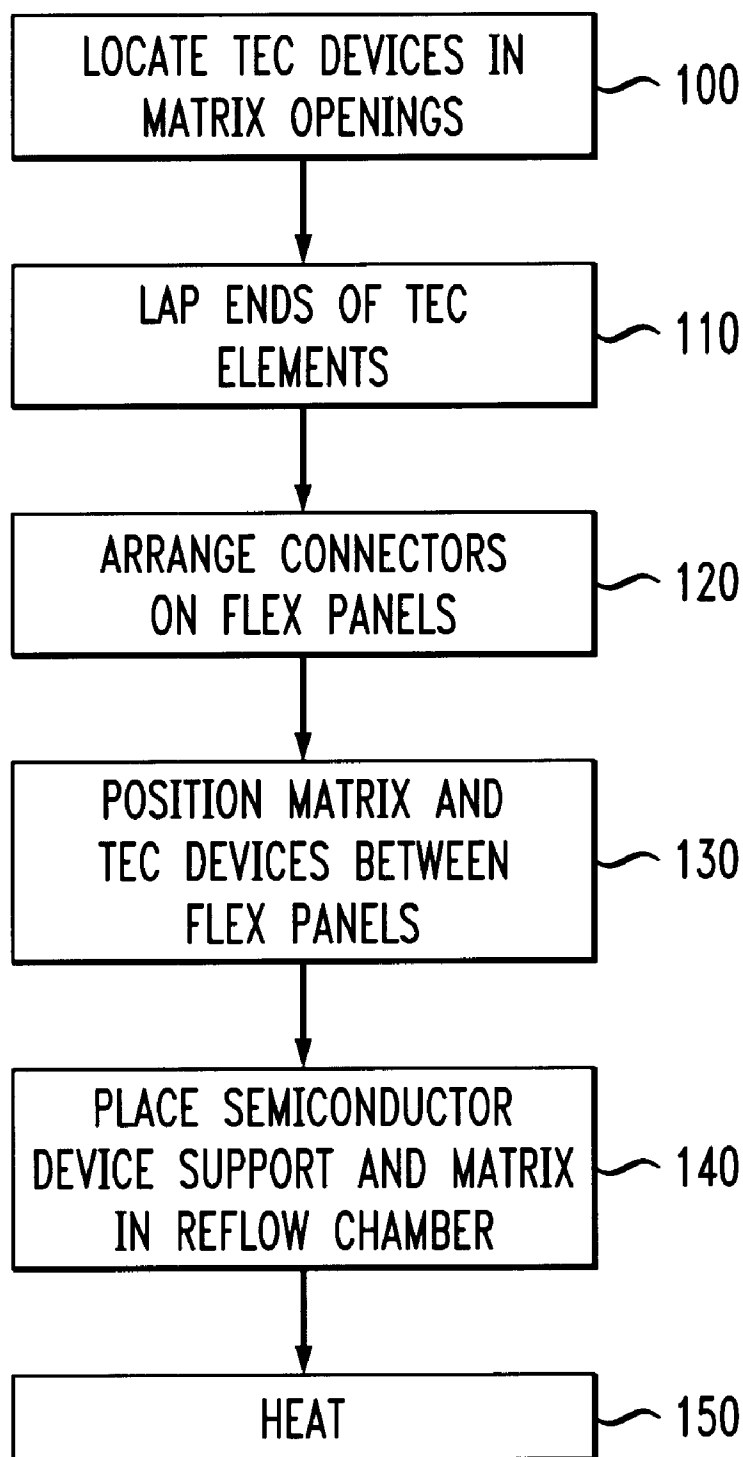 LOCATE TEC DEVICES IN
MATRIX OPENINGS
100
LAP ENDS OF TEC
ELEMENTS
110
ARRANGE CONNECTORS
ON FLEX PANELS
120
POSITION MATRIX AND
TEC DEVICES BETWEEN
FLEX PANELS
130
PLACE SEMICONDUCTOR
DEVICE SUPPORT AND MATRIX
IN REFLOW CHAMBER
140
HEAT
150